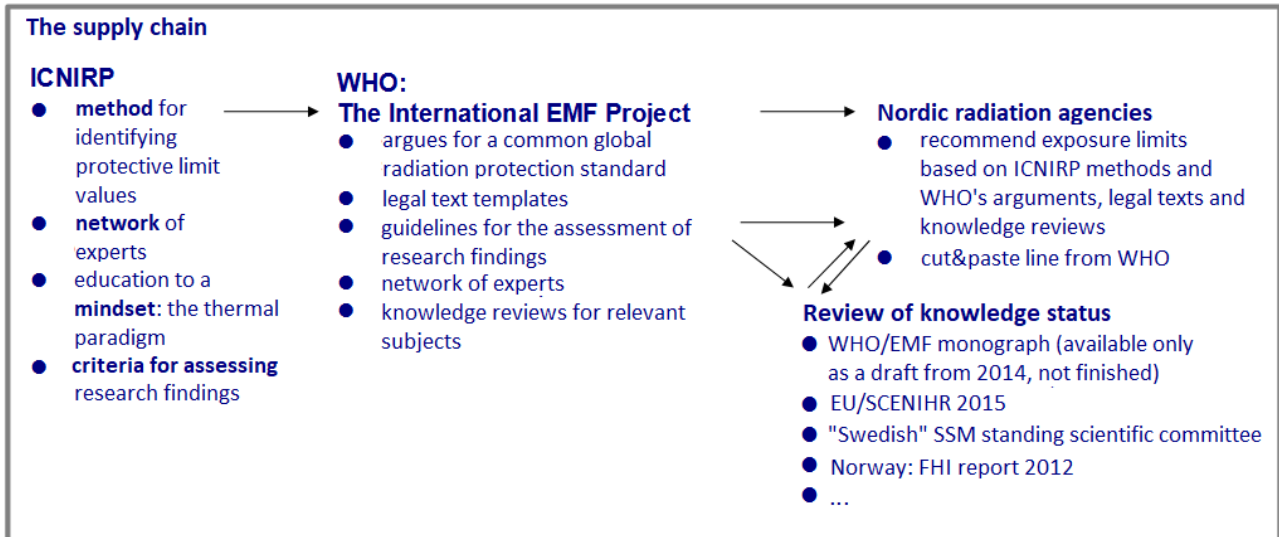 The supply chain
ICNIRP
● method for
identifying
protective limit
values
● network of
experts
● education to a
mindset: the thermal
paradigm
● criteria for assessing
research findings
WHO:
The International EMF Project
● argues for a common global
radiation protection standard
● legal text templates
● guidelines for the assessment of
research findings
● network of experts
● knowledge reviews for relevant
subjects
Nordic radiation agencies
● recommend exposure limits
based on ICNIRP methods and
WHO's arguments, legal texts and
knowledge reviews
● cut&paste line from WHO
Review of knowledge status
● WHO/EMF monograph (available only
as a draft from 2014, not finished)
● EU/SCENIHR 2015
● "Swedish" SSM standing scientific committee
● Norway: FHI report 2012
● ...